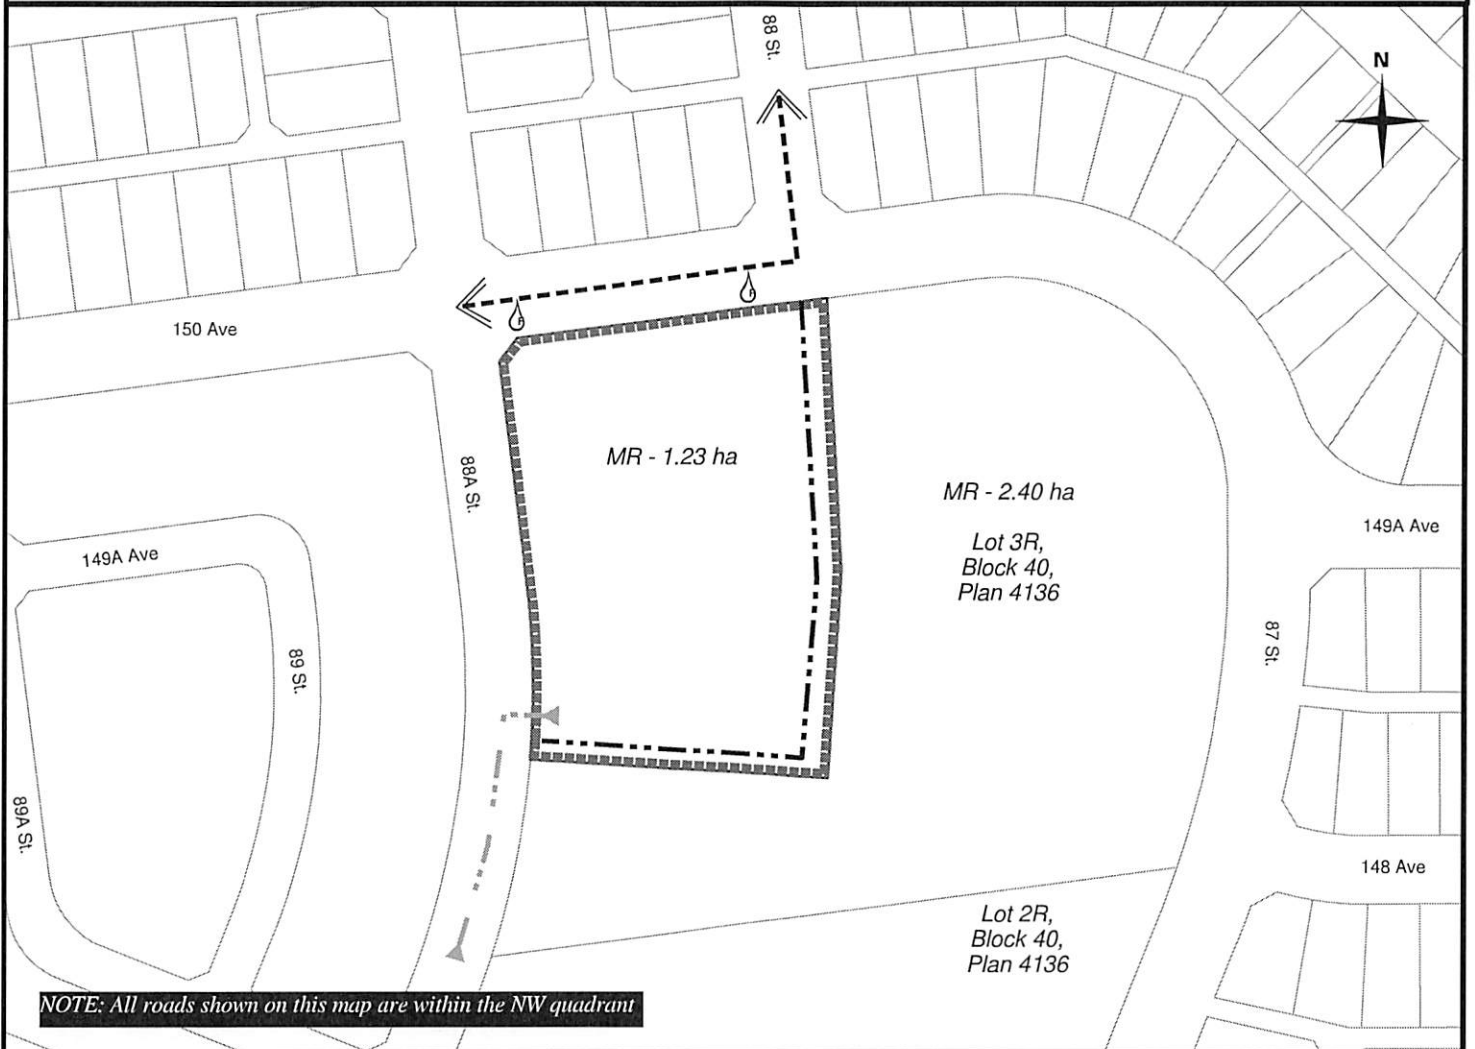 88 St.
N
150 Ave
88A St.
MR - 1.23 ha
MR - 2.40 ha
Lot 3R,
Block 40,
Plan 4136
149A Ave
149A Ave
89 St.
87 St.
89A St.
148 Ave
Lot 2R,
Block 40,
Plan 4136
NOTE: All roads shown on this map are within the NW quadrant